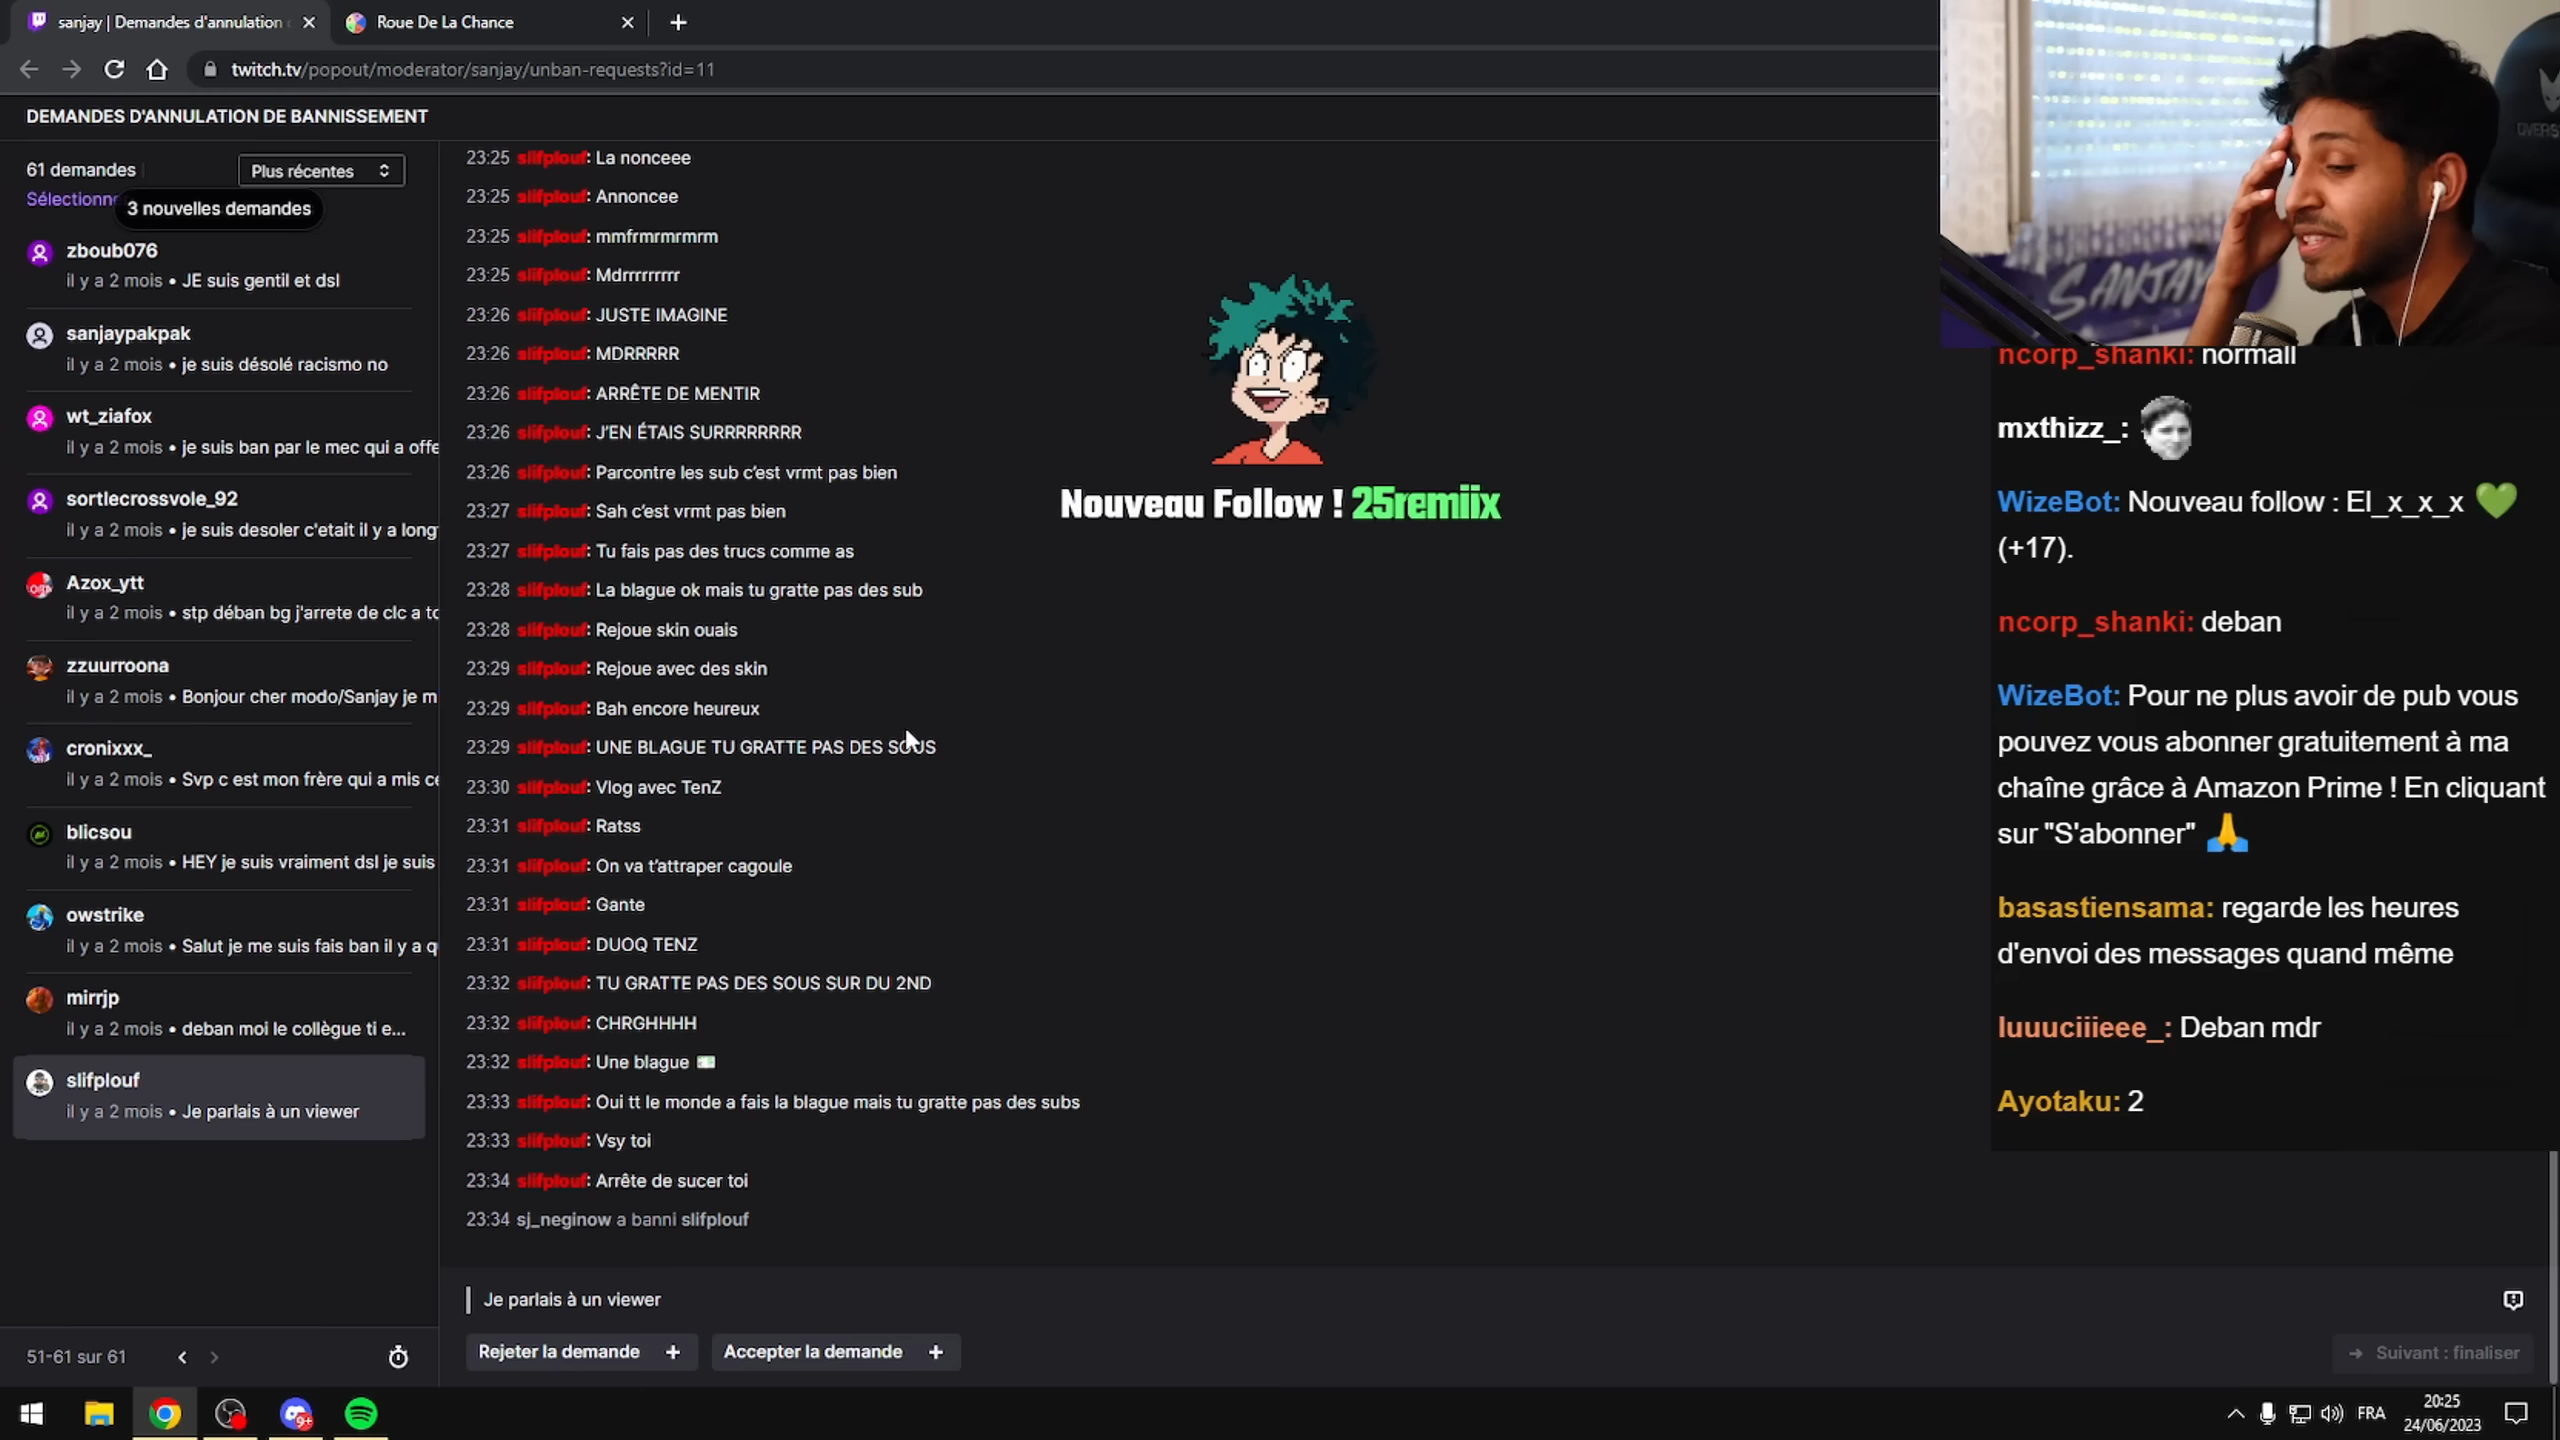 sanjay | Demandes d'annulation
Roue De La Chance
twitch.tv/popout/moderator/sanjay/unban-requests?id=11
DEMANDES D'ANNULATION DE BANNISSEMENT
61 demandes
Plus récentes
Sélectionne
3 nouvelles demandes
zboub076
il y a 2 mois • JE suis gentil et dsl
sanjaypakpak
il y a 2 mois • je suis désolé racismo no
wt_ziafox
il y a 2 mois • je suis ban par le mec qui a offe
sortlecrossvole_92
il y a 2 mois • je suis desoler c'etait il y a long
Azox_ytt
il y a 2 mois • stp déban bg j'arrete de clc a to
zzuurroona
il y a 2 mois • Bonjour cher modo/Sanjay je m
cronixxx_
il y a 2 mois • Svp c est mon frère qui a mis ce
blicsou
il y a 2 mois • HEY je suis vraiment dsl je suis
owstrike
il y a 2 mois • Salut je me suis fais ban il y a q
mirrjp
il y a 2 mois • deban moi le collègue ti e...
slifplouf
il y a 2 mois • Je parlais à un viewer
51-61 sur 61
23:25 slifplouf: La nonceee
23:25 slifplouf: Annoncee
23:25 slifplouf: mmfrmrmrmrm
23:25 slifplouf: Mdrrrrrrrrr
23:26 slifplouf: JUSTE IMAGINE
23:26 slifplouf: MDRRRRR
23:26 slifplouf: ARRÊTE DE MENTIR
23:26 slifplouf: J'EN ÉTAIS SURRRRRRRR
23:26 slifplouf: Parcontre les sub c'est vrmt pas bien
23:27 slifplouf: Sah c'est vrmt pas bien
23:27 slifplouf: Tu fais pas des trucs comme as
23:28 slifplouf: La blague ok mais tu gratte pas des sub
23:28 slifplouf: Rejoue skin ouais
23:29 slifplouf: Rejoue avec des skin
23:29 slifplouf: Bah encore heureux
23:29 slifplouf: UNE BLAGUE TU GRATTE PAS DES SOUS
23:30 slifplouf: Vlog avec TenZ
23:31 slifplouf: Ratss
23:31 slifplouf: On va t'attraper cagoule
23:31 slifplouf: Gante
23:31 slifplouf: DUOQ TENZ
23:32 slifplouf: TU GRATTE PAS DES SOUS SUR DU 2ND
23:32 slifplouf: CHRGHHHH
23:32 slifplouf: Une blague
23:33 slifplouf: Oui tt le monde a fais la blague mais tu gratte pas des subs
23:33 slifplouf: Vsy toi
23:34 slifplouf: Arrête de sucer toi
23:34 sj_neginow a banni slifplouf
Je parlais à un viewer
Rejeter la demande +
Accepter la demande +
→ Suivant : finaliser
Nouveau Follow ! 25remiix
SANJAY
OVERS
ncorp_shanki: normall
mxthizz_:
WizeBot: Nouveau follow : El_x_x_x 💚
(+17).
ncorp_shanki: deban
WizeBot: Pour ne plus avoir de pub vous
pouvez vous abonner gratuitement à ma
chaîne grâce à Amazon Prime ! En cliquant
sur "S'abonner" 🙏
basastiensama: regarde les heures
d'envoi des messages quand même
luuuciiieee_: Deban mdr
Ayotaku: 2
9+
FRA
20:25
24/06/2023